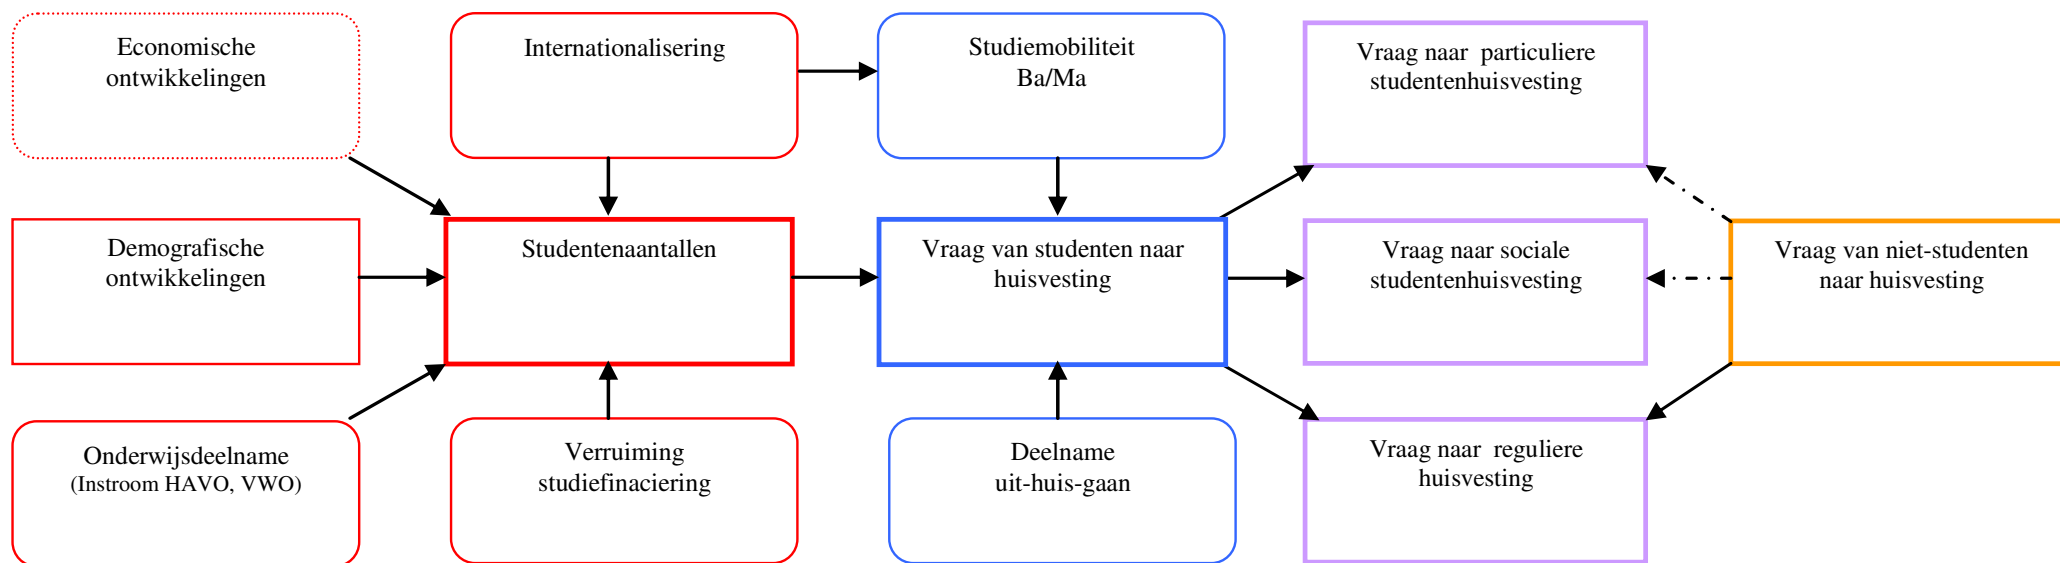 Economische
ontwikkelingen
Internationalisering
Studiemobiliteit
Ba/Ma
Vraag naar particuliere
studentenhuisvesting
Demografische
ontwikkelingen
Studentenaantallen
Vraag van studenten naar
huisvesting
Vraag naar sociale
studentenhuisvesting
Vraag van niet-studenten
naar huisvesting
Onderwijsdeelname
(Instroom HAVO, VWO)
Verruiming
studiefinaciering
Deelname
uit-huis-gaan
Vraag naar reguliere
huisvesting